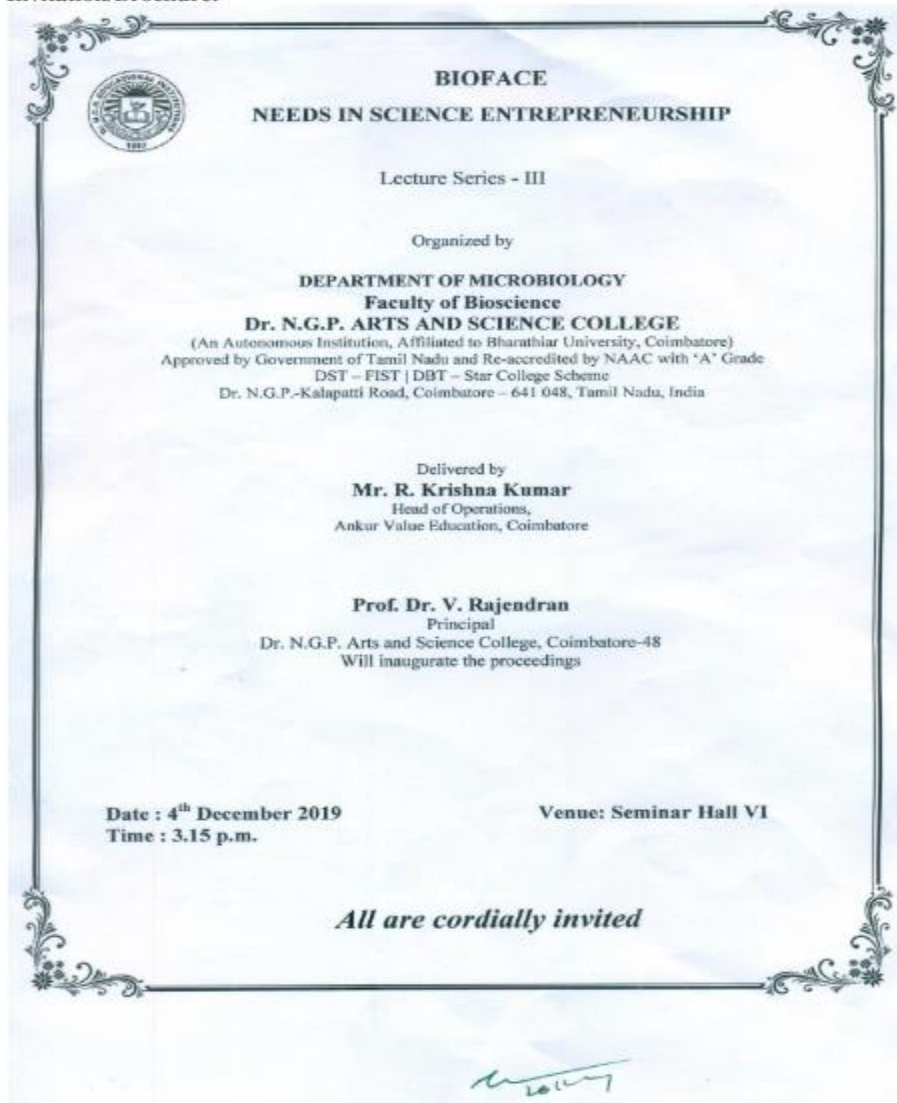 BIOFACE
NEEDS IN SCIENCE ENTREPRENEURSHIP
Lecture Series - III
Organized by
DEPARTMENT OF MICROBIOLOGY
Faculty of Bioscience
Dr. N.G.P. ARTS AND SCIENCE COLLEGE
(An Autonomous Institution, Affiliated to Bharathiar University, Coimbatore)
Approved by Government of Tamil Nadu and Re-accredited by NAAC with ‘A’ Grade
DST – FIST | DBT – Star College Scheme
Dr. N.G.P.-Kalapatti Road, Coimbatore – 641 048, Tamil Nadu, India
Delivered by
Mr. R. Krishna Kumar
Head of Operations,
Ankur Value Education, Coimbatore
Prof. Dr. V. Rajendran
Principal
Dr. N.G.P. Arts and Science College, Coimbatore-48
Will inaugurate the proceedings
Date : 4th December 2019
Venue: Seminar Hall VI
Time : 3.15 p.m.
All are cordially invited